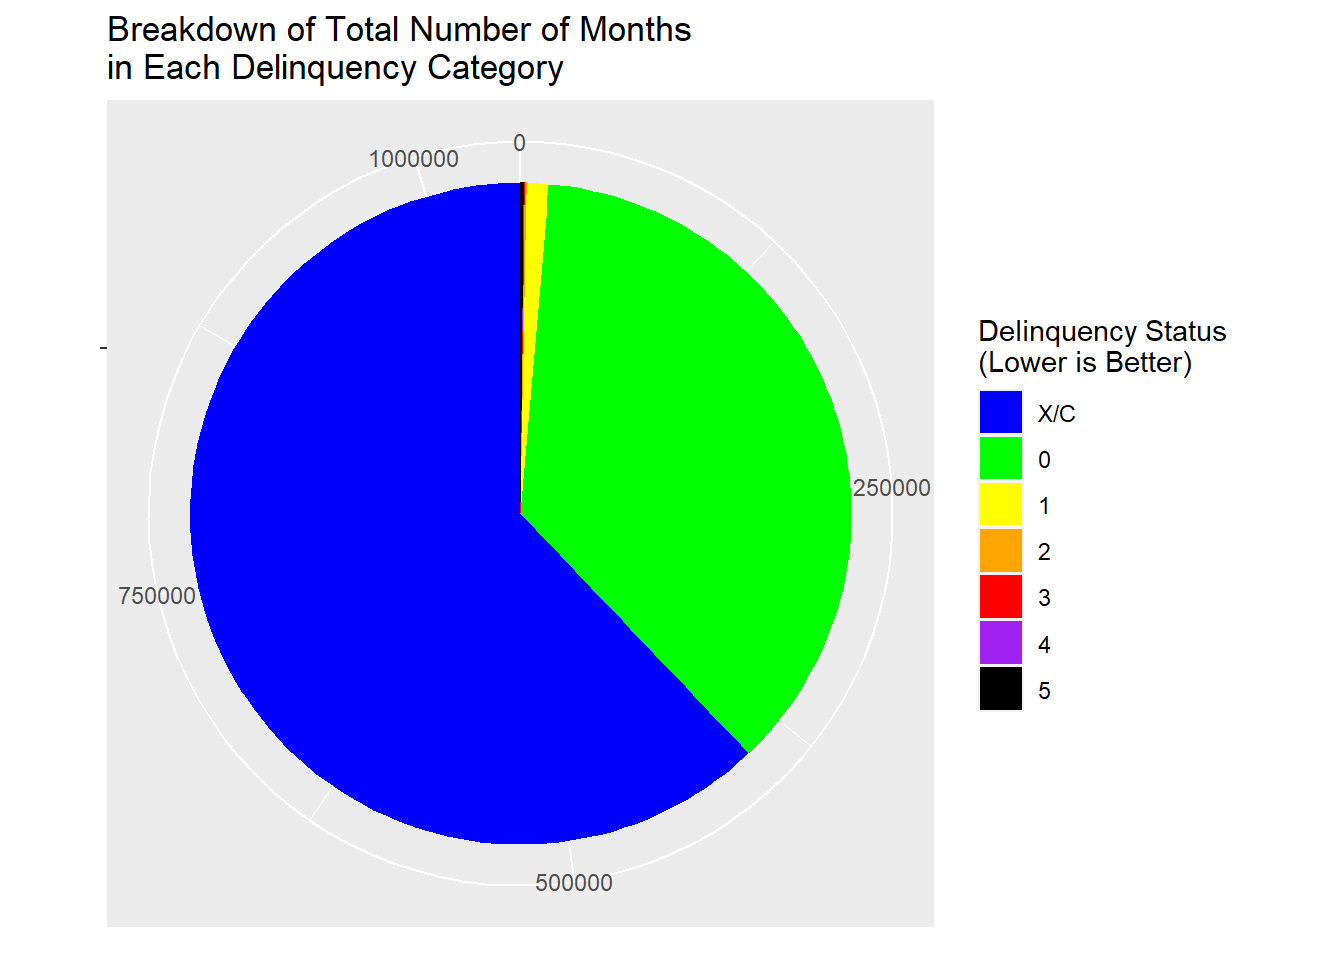 Breakdown of Total Number of Months
in Each Delinquency Category
0
1000000
250000
750000
500000
Delinquency Status
(Lower is Better)
X/C
0
1
2
3
4
5